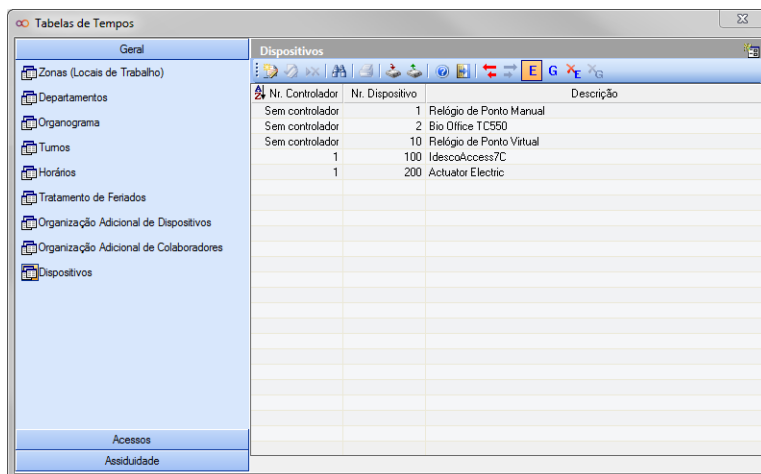 Tabelas de Tempos
Geral
Zonas (Locais de Trabalho)
Departamentos
Organograma
Turnos
Horários
Tratamento de Feriados
Organização Adicional de Dispositivos
Organização Adicional de Colaboradores
Dispositivos
Acessos
Assiduidade
Dispositivos
E G E G
Nr. Controlador Nr. Dispositivo Descrição
Sem controlador 1 Relógio de Ponto Manual
Sem controlador 2 Bio Office TC550
Sem controlador 10 Relógio de Ponto Virtual
1 100 IdescoAccess7C
1 200 Actuator Electric